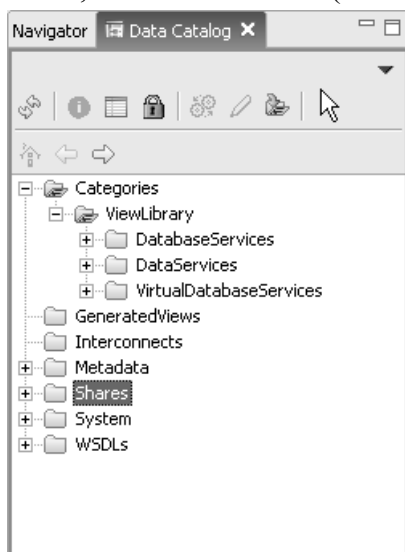 Navigator Data Catalog
Categories
ViewLibrary
DatabaseServices
DataServices
VirtualDatabaseServices
GeneratedViews
Interconnects
Metadata
Shares
System
WSDLs